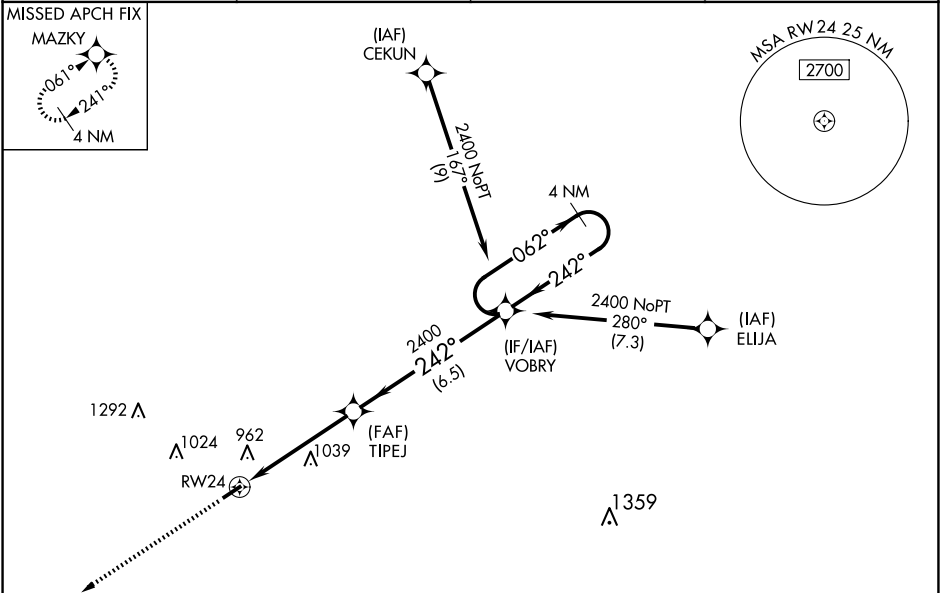 MISSED APCH FIX
MAZKY
061°
241°
4 NM
(IAF)
CEKUN
2400 NoPT
167°
(9)
MSA RW24 25 NM
2700
4 NM
062°
242°
2400 NoPT
280°
(7.3)
(IAF)
ELIJA
(IF/IAF)
VOBRY
2400
242°
(6.5)
(FAF)
TIPEJ
1292
1024
962
1039
RW24
1359